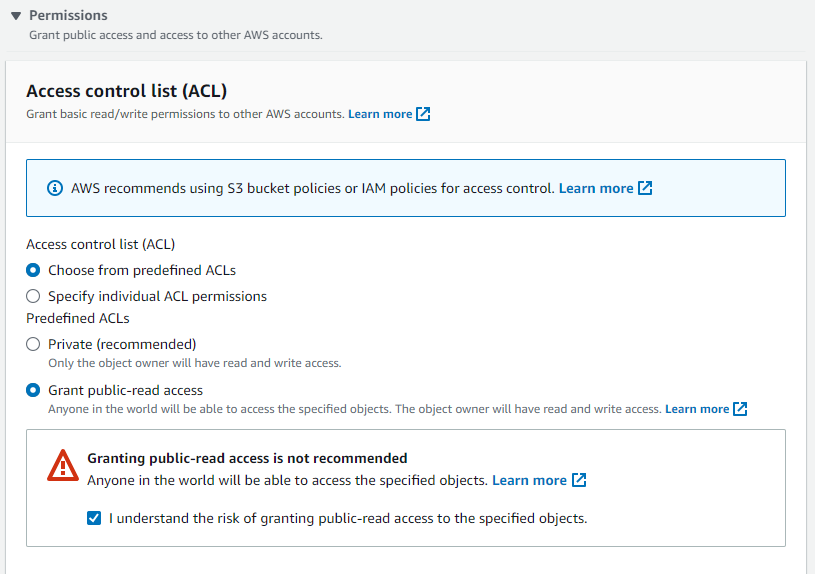 Permissions
Grant public access and access to other AWS accounts.
Access control list (ACL)
Grant basic read/write permissions to other AWS accounts. Learn more
AWS recommends using S3 bucket policies or IAM policies for access control. Learn more
Access control list (ACL)
Choose from predefined ACLs
Specify individual ACL permissions
Predefined ACLs
Private (recommended)
Only the object owner will have read and write access.
Grant public-read access
Anyone in the world will be able to access the specified objects. The object owner will have read and write access. Learn more
Granting public-read access is not recommended
Anyone in the world will be able to access the specified objects. Learn more
I understand the risk of granting public-read access to the specified objects.